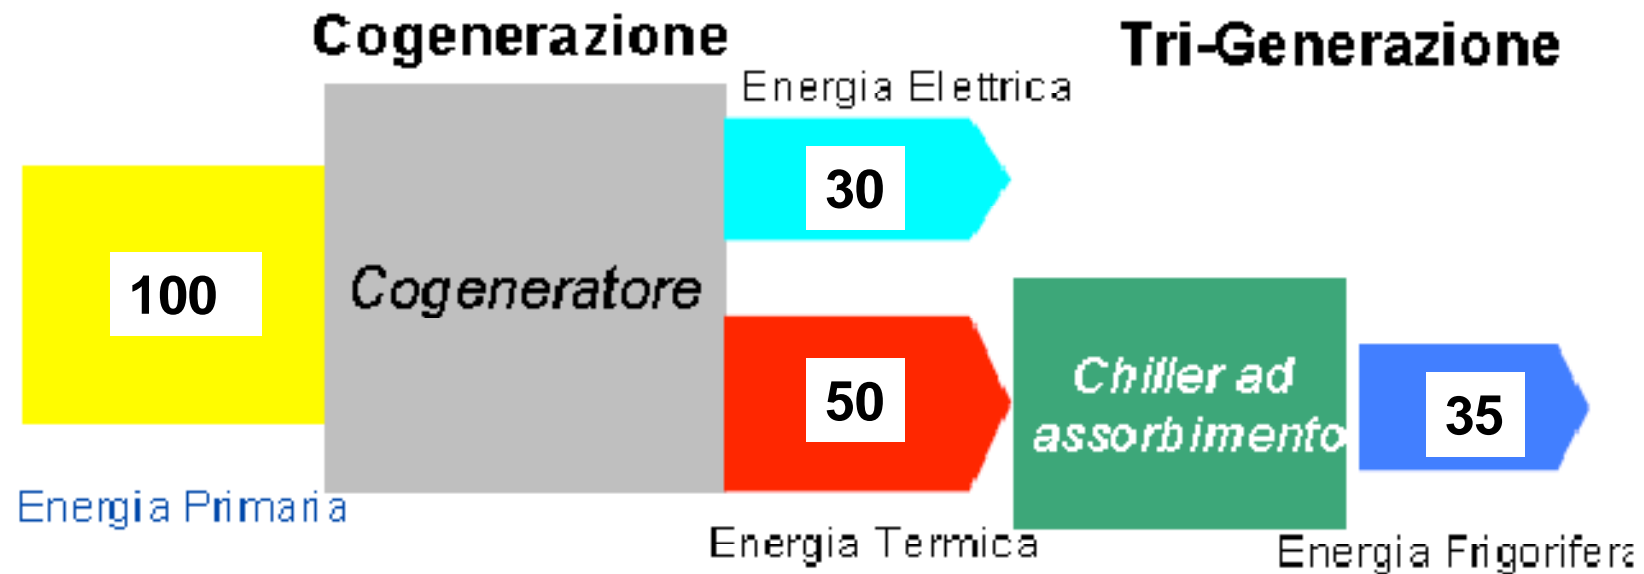 Cogenerazione
Tri-Generazione
Energia Elettrica
30
100
Cogeneratore
50
Chiller ad
assorbimento
35
Energia Primaria
Energia Termica
Energia Frigorifera